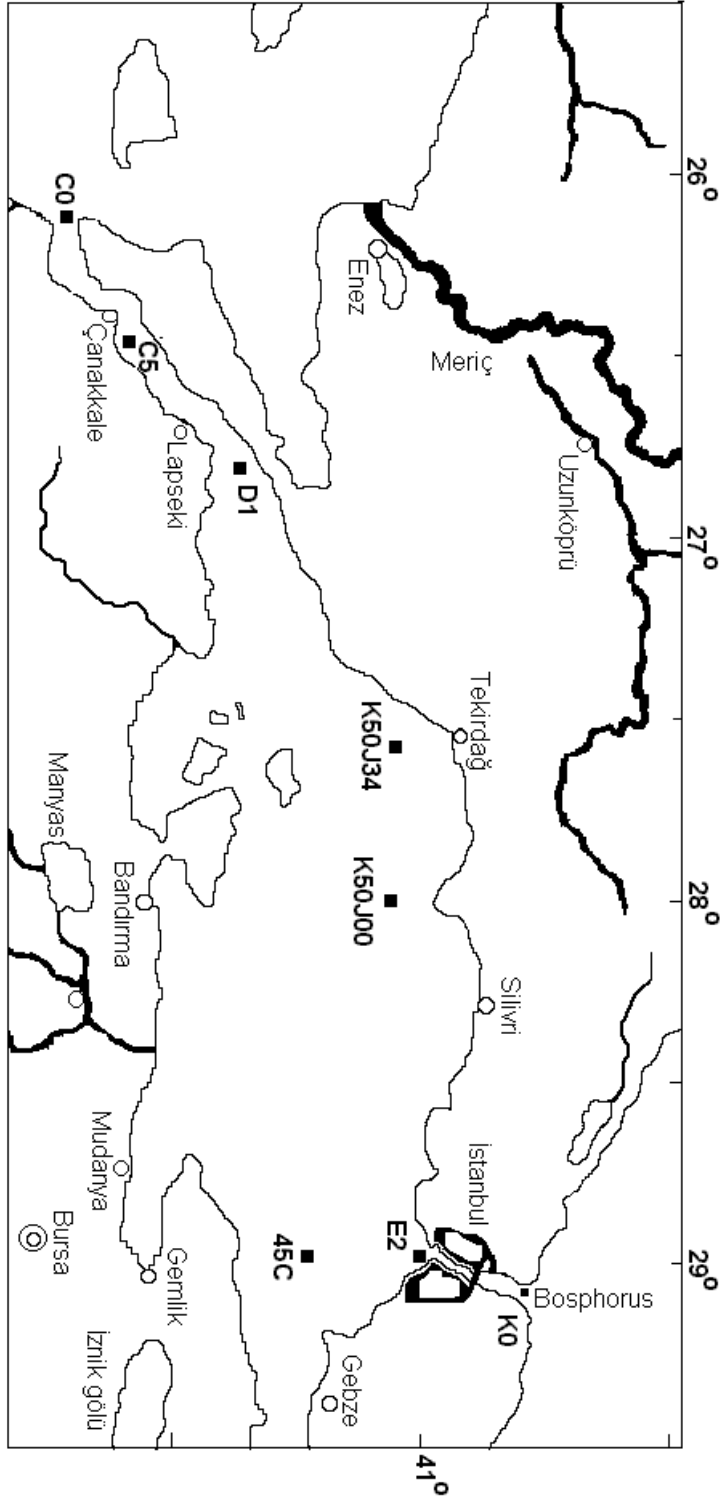 26°
27°
28°
29°
Uzunköprü
Bosphorus
K0
Silivri
İstanbul
Tekirdağ
Meriç
41°
E2
Enez
K50J34
K50J00
Gebze
45C
D1
Lapseki
Gemlik
C5
Çanakkale
Bandırma
Mudanya
İznik gölü
C0
Manyas
Bursa